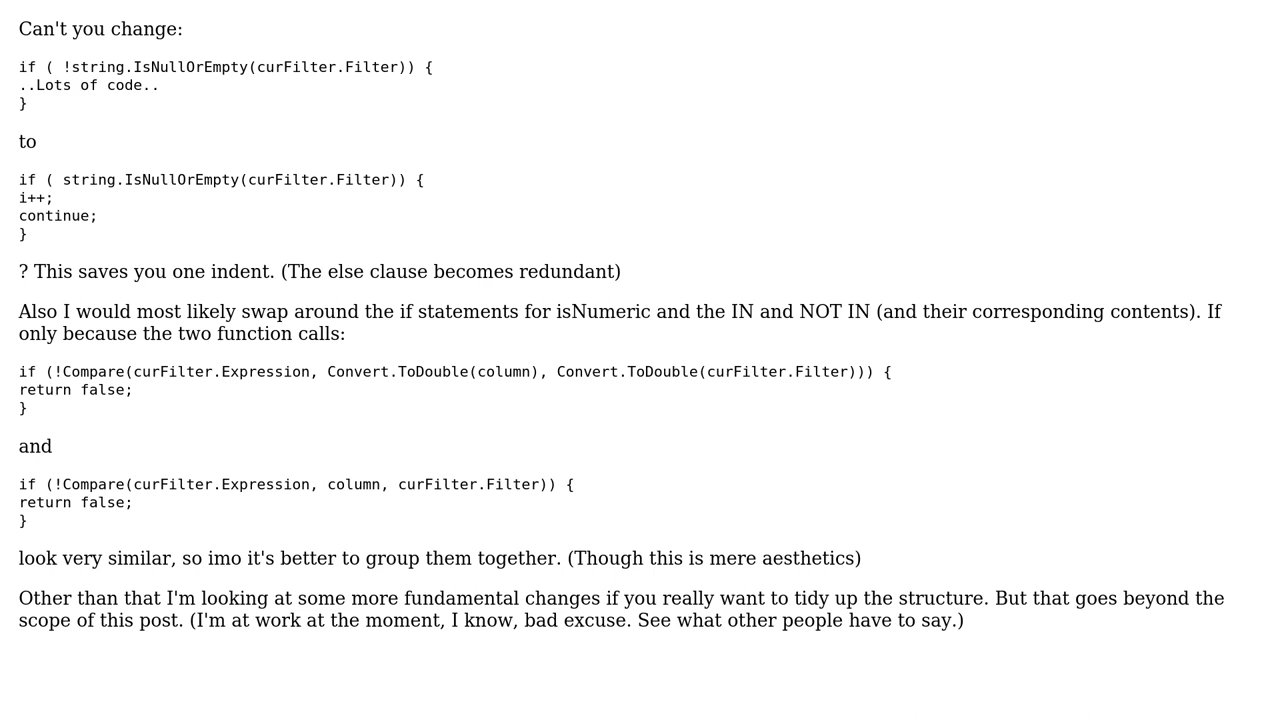 Can't you change:
if ( !string.IsNullOrEmpty(curFilter.Filter)) {
..Lots of code..
}
to
if ( string.IsNullOrEmpty(curFilter.Filter)) {
i++;
continue;
}
? This saves you one indent. (The else clause becomes redundant)
Also I would most likely swap around the if statements for isNumeric and the IN and NOT IN (and their corresponding contents). If
only because the two function calls:
if (!Compare(curFilter.Expression, Convert.ToDouble(column), Convert.ToDouble(curFilter.Filter))) {
return false;
}
and
if (!Compare(curFilter.Expression, column, curFilter.Filter)) {
return false;
}
look very similar, so imo it's better to group them together. (Though this is mere aesthetics)
Other than that I'm looking at some more fundamental changes if you really want to tidy up the structure. But that goes beyond the
scope of this post. (I'm at work at the moment, I know, bad excuse. See what other people have to say.)